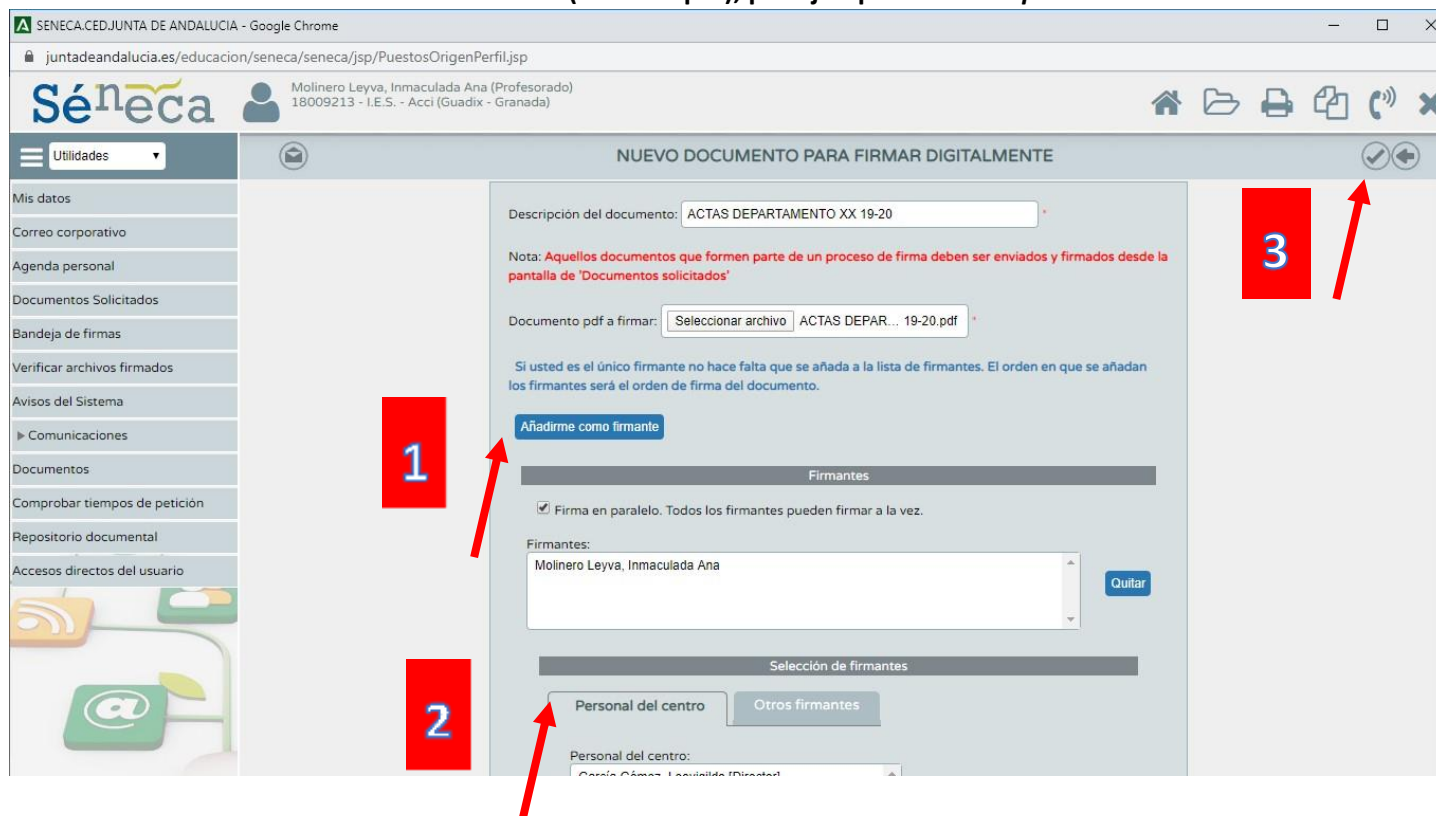 SENECA.CED.JUNTA DE ANDALUCIA - Google Chrome
juntadeandalucia.es/educacion/seneca/seneca/jsp/PuestosOrigenPerfil.jsp
Séneca
Molinero Leyva, Inmaculada Ana (Profesorado)
18009213 - I.E.S. - Acci (Guadix - Granada)
Utilidades
NUEVO DOCUMENTO PARA FIRMAR DIGITALMENTE
Mis datos
Correo corporativo
Agenda personal
Documentos Solicitados
Bandeja de firmas
Verificar archivos firmados
Avisos del Sistema
Comunicaciones
Documentos
Comprobar tiempos de petición
Repositorio documental
Accesos directos del usuario
Descripción del documento: ACTAS DEPARTAMENTO XX 19-20 *
Nota: Aquellos documentos que formen parte de un proceso de firma deben ser enviados y firmados desde la
pantalla de 'Documentos solicitados'
Documento pdf a firmar: Seleccionar archivo ACTAS DEPAR... 19-20.pdf *
Si usted es el único firmante no hace falta que se añada a la lista de firmantes. El orden en que se añadan
los firmantes será el orden de firma del documento.
Añadirme como firmante
Firmantes
Firma en paralelo. Todos los firmantes pueden firmar a la vez.
Firmantes:
Molinero Leyva, Inmaculada Ana
Quitar
Selección de firmantes
Personal del centro
Otros firmantes
Personal del centro:
1
2
3